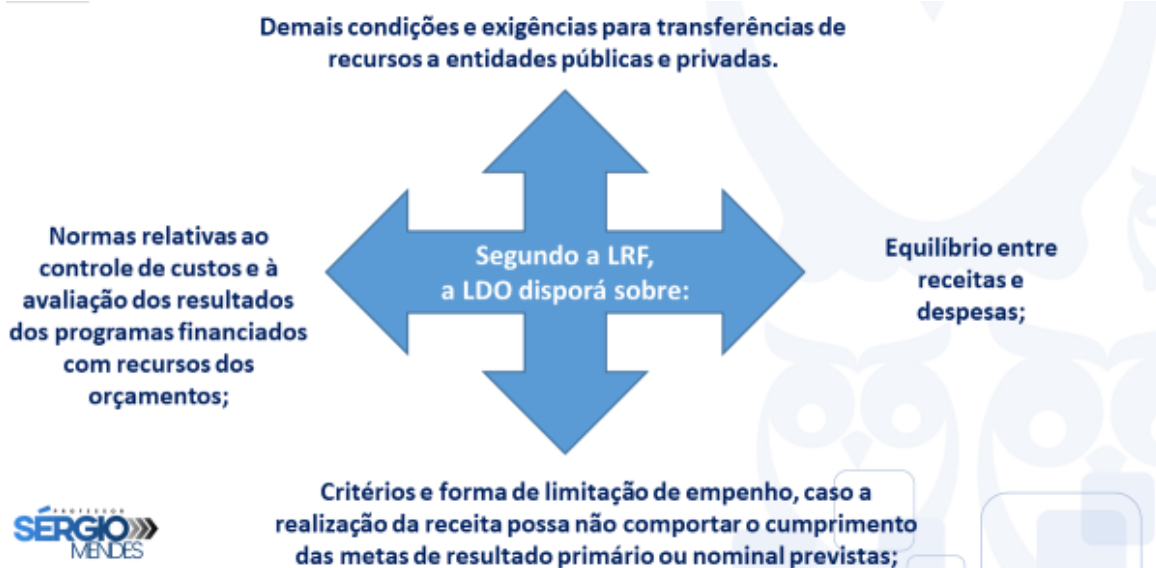 Demais condições e exigências para transferências de
recursos a entidades públicas e privadas.
Normas relativas ao
controle de custos e à
avaliação dos resultados
dos programas financiados
com recursos dos
orçamentos;
Segundo a LRF,
a LDO disporá sobre:
Equilíbrio entre
receitas e
despesas;
Critérios e forma de limitação de empenho, caso a
realização da receita possa não comportar o cumprimento
das metas de resultado primário ou nominal previstas;
PROFESSOR
SÉRGIO
MENDES